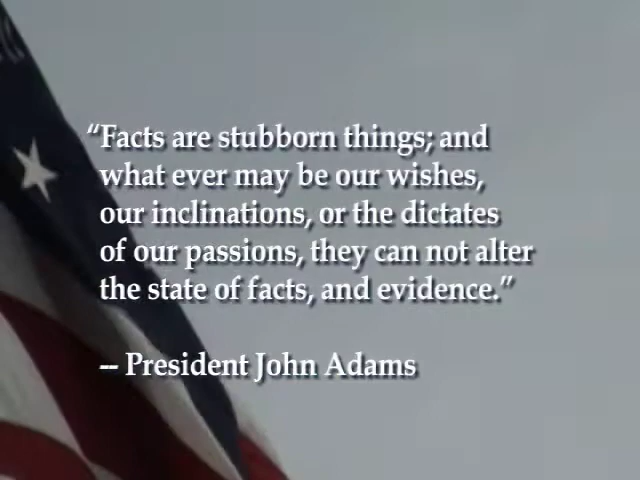 “Facts are stubborn things; and
what ever may be our wishes,
our inclinations, or the dictates
of our passions, they can not alter
the state of facts, and evidence.”
-- President John Adams